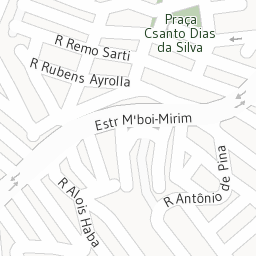 Praça
Csanto Dias
da Silva
R Remo Sarti
R Rubens Ayrolla
Estr M'boi-Mirim
R Antônio de Pina
R Alois Haba